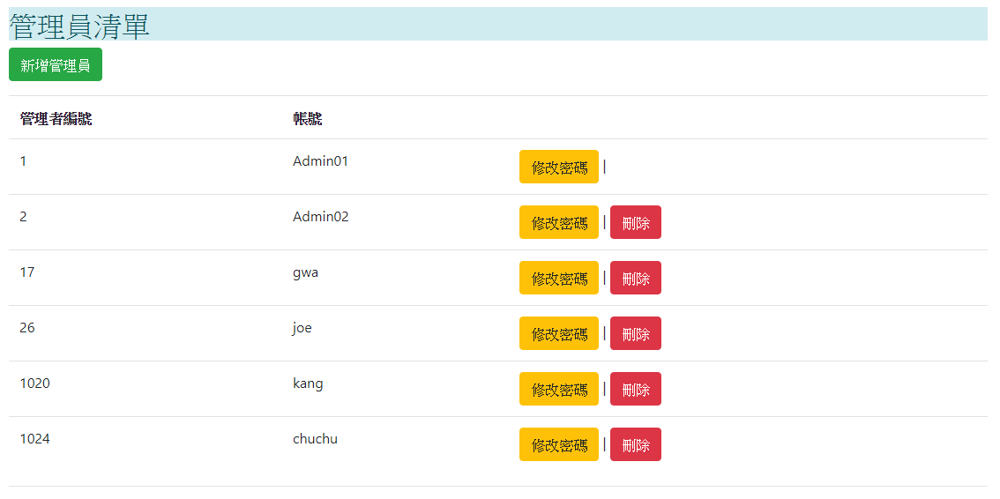 管理員清單
新增管理員
管理者編號 帳號
1 Admin01 修改密碼 |
2 Admin02 修改密碼 | 刪除
17 gwa 修改密碼 | 刪除
26 joe 修改密碼 | 刪除
1020 kang 修改密碼 | 刪除
1024 chuchu 修改密碼 | 刪除